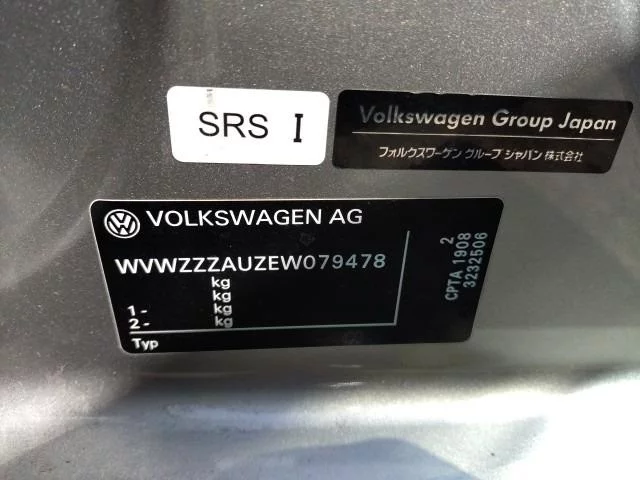 SRS I
Volkswagen Group Japan
フォルクスワーゲン グループ ジャパン 株式会社
VOLKSWAGEN AG
WVWZZZAUZEW079478
kg
kg
1 - kg
2 - kg
Typ
2
CPTA 1908
3232506